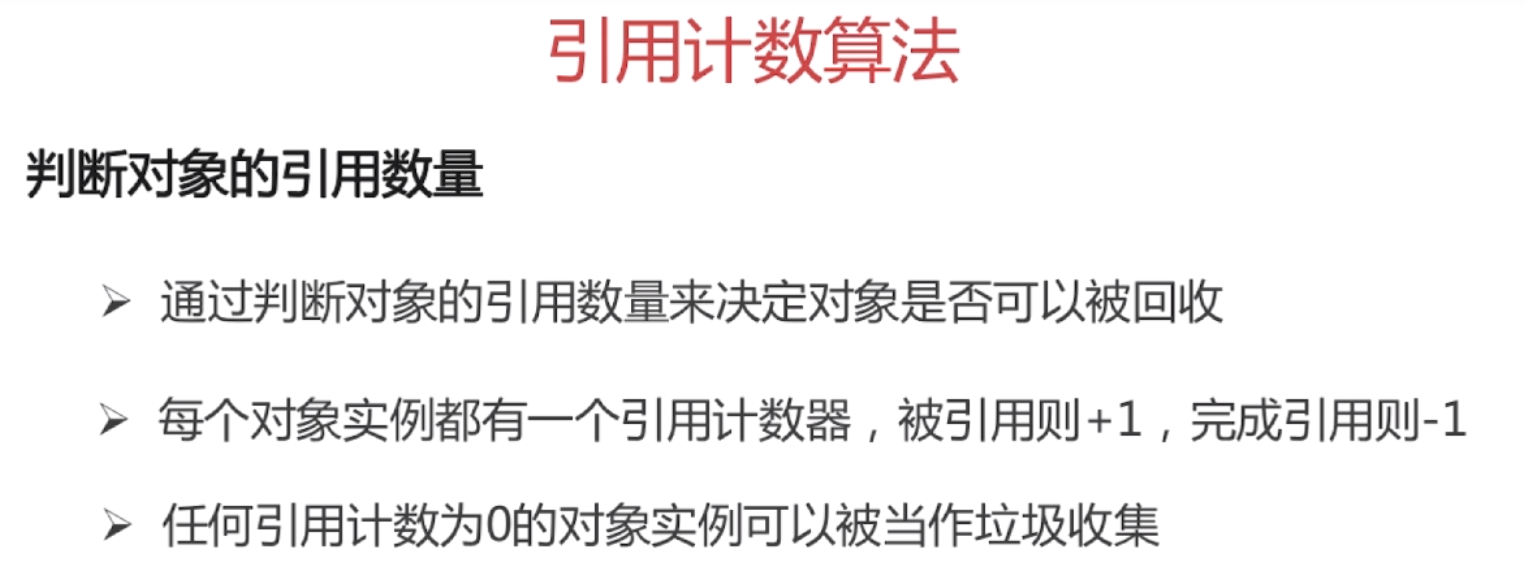 引用计数算法
判断对象的引用数量
➢ 通过判断对象的引用数量来决定对象是否可以被回收
➢ 每个对象实例都有一个引用计数器，被引用则+1，完成引用则-1
➢ 任何引用计数为0的对象实例可以被当作垃圾收集